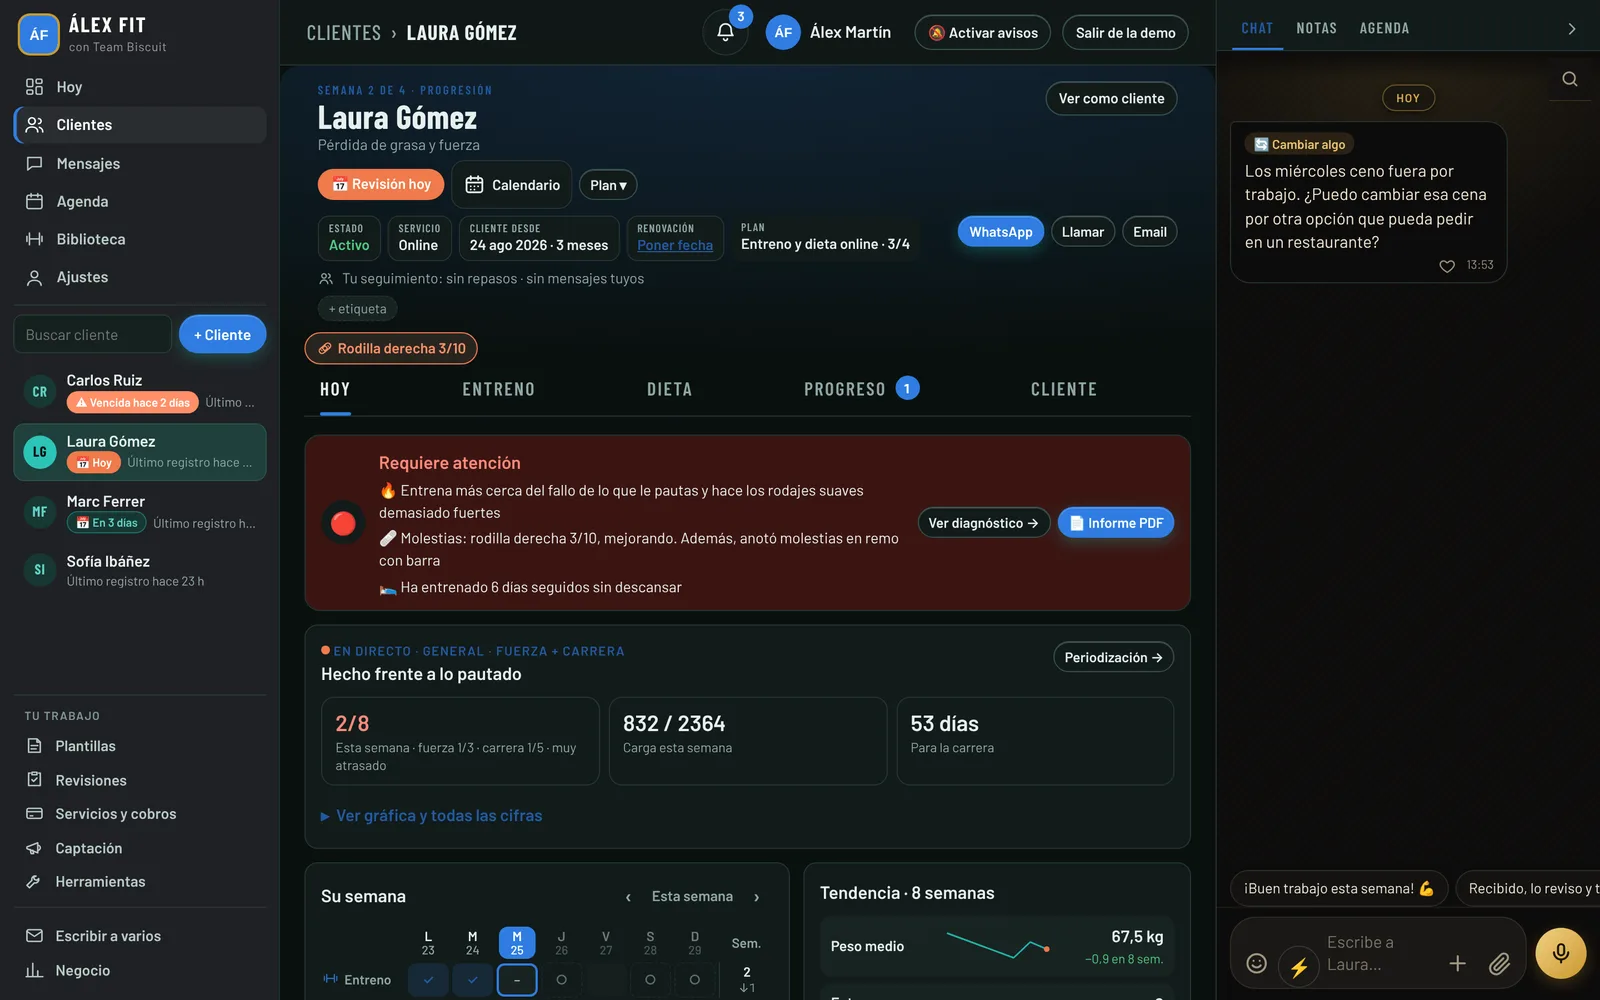 ÁF
ÁLEX FIT
con Team Biscuit
Hoy
Clientes
Mensajes
Agenda
Biblioteca
Ajustes
Buscar cliente
+ Cliente
CR
Carlos Ruiz
Vencida hace 2 días
Último ...
LG
Laura Gómez
Hoy
Último registro hace ...
MF
Marc Ferrer
En 3 días
Último registro h...
SI
Sofía Ibáñez
Último registro hace 23 h
TU TRABAJO
Plantillas
Revisiones
Servicios y cobros
Captación
Herramientas
Escribir a varios
Negocio
CLIENTES › LAURA GÓMEZ
3
ÁF
Álex Martín
Activar avisos
Salir de la demo
SEMANA 2 DE 4 · PROGRESIÓN
Laura Gómez
Pérdida de grasa y fuerza
Ver como cliente
Revisión hoy
Calendario
Plan ▾
ESTADO
Activo
SERVICIO
Online
CLIENTE DESDE
24 ago 2026 · 3 meses
RENOVACIÓN
Poner fecha
PLAN
Entreno y dieta online · 3/4
WhatsApp
Llamar
Email
Tu seguimiento: sin repasos · sin mensajes tuyos
+ etiqueta
Rodilla derecha 3/10
HOY
ENTRENO
DIETA
PROGRESO 1
CLIENTE
Requiere atención
Entrena más cerca del fallo de lo que le pautas y hace los rodajes suaves
demasiado fuertes
Molestias: rodilla derecha 3/10, mejorando. Además, anotó molestias en remo
con barra
Ha entrenado 6 días seguidos sin descansar
Ver diagnóstico →
Informe PDF
EN DIRECTO · GENERAL · FUERZA + CARRERA
Hecho frente a lo pautado
Periodización →
2/8
Esta semana · fuerza 1/3 · carrera 1/5 · muy
atrasado
832 / 2364
Carga esta semana
53 días
Para la carrera
▸ Ver gráfica y todas las cifras
Su semana
‹ Esta semana ›
L M M J V S D
23 24 25 26 27 28 29
Sem.
Entreno
2
↓1
Tendencia · 8 semanas
Peso medio
67,5 kg
−0,9 en 8 sem.
CHAT
NOTAS
AGENDA
HOY
Cambiar algo
Los miércoles ceno fuera por
trabajo. ¿Puedo cambiar esa cena
por otra opción que pueda pedir
en un restaurante?
13:53
¡Buen trabajo esta semana! 💪
Recibido, lo reviso y t
Escribe a
Laura...